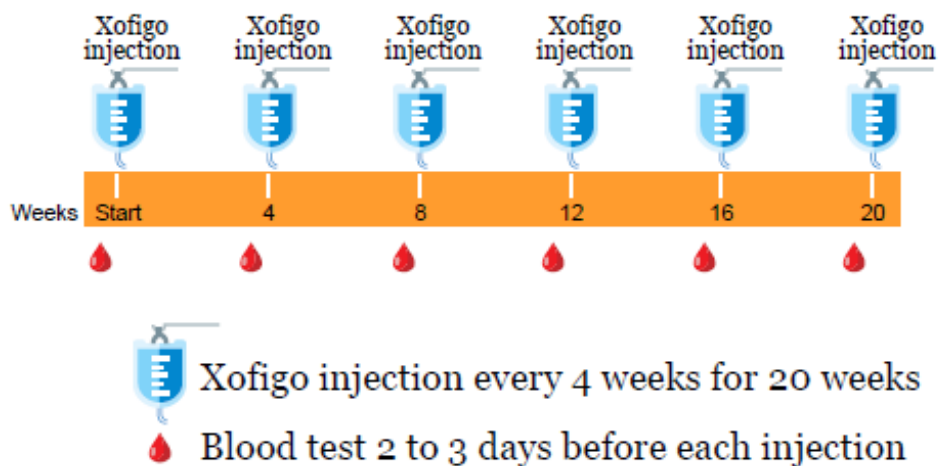 Xofigo injection Xofigo injection Xofigo injection Xofigo injection Xofigo injection Xofigo injection
Weeks Start 4 8 12 16 20
Xofigo injection every 4 weeks for 20 weeks
Blood test 2 to 3 days before each injection